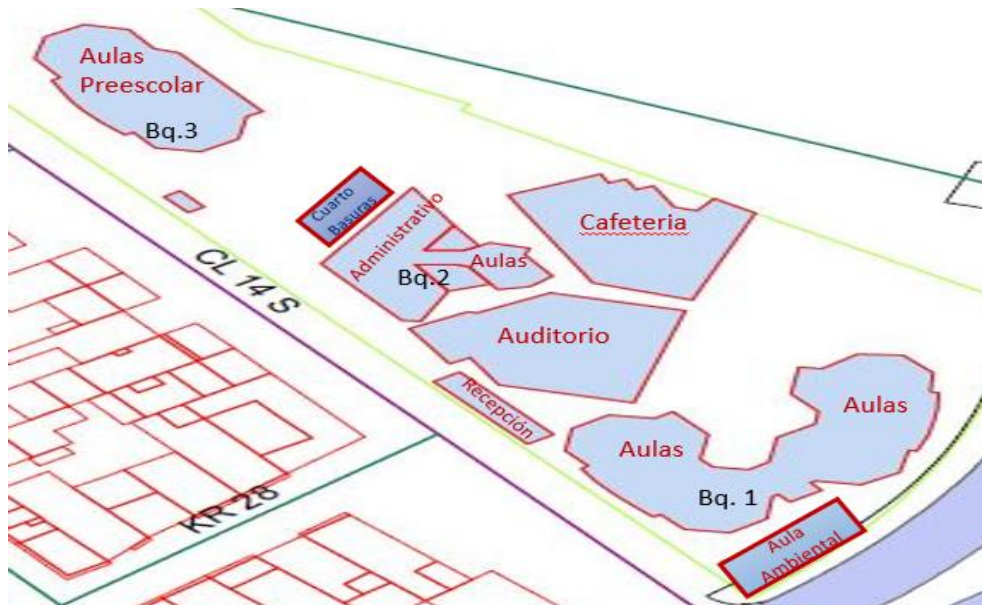 Aulas
Preescolar
Bq.3
Cuarto
Basuras
Administrativo
Bq.2
Aulas
Cafeteria
CL 14 S
Auditorio
Recepción
Aulas
Aulas
Bq. 1
KR 28
Aula
Ambiental